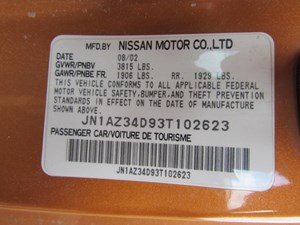 MFD.BY NISSAN MOTOR CO.,LTD
DATE 08/02
GVWR/PNBV 3815 LBS.
GAWR/PNBE FR. 1906 LBS. RR. 1929 LBS.
THIS VEHICLE CONFORMS TO ALL APPLICABLE FEDERAL
MOTOR VEHICLE SAFETY, BUMPER, AND THEFT PREVENTION
STANDARDS IN EFFECT ON THE DATE OF MANUFACTURE
SHOWN ABOVE.
JN1AZ34D93T102623
PASSENGER CAR/VOITURE DE TOURISME
JN1AZ34D93T102623